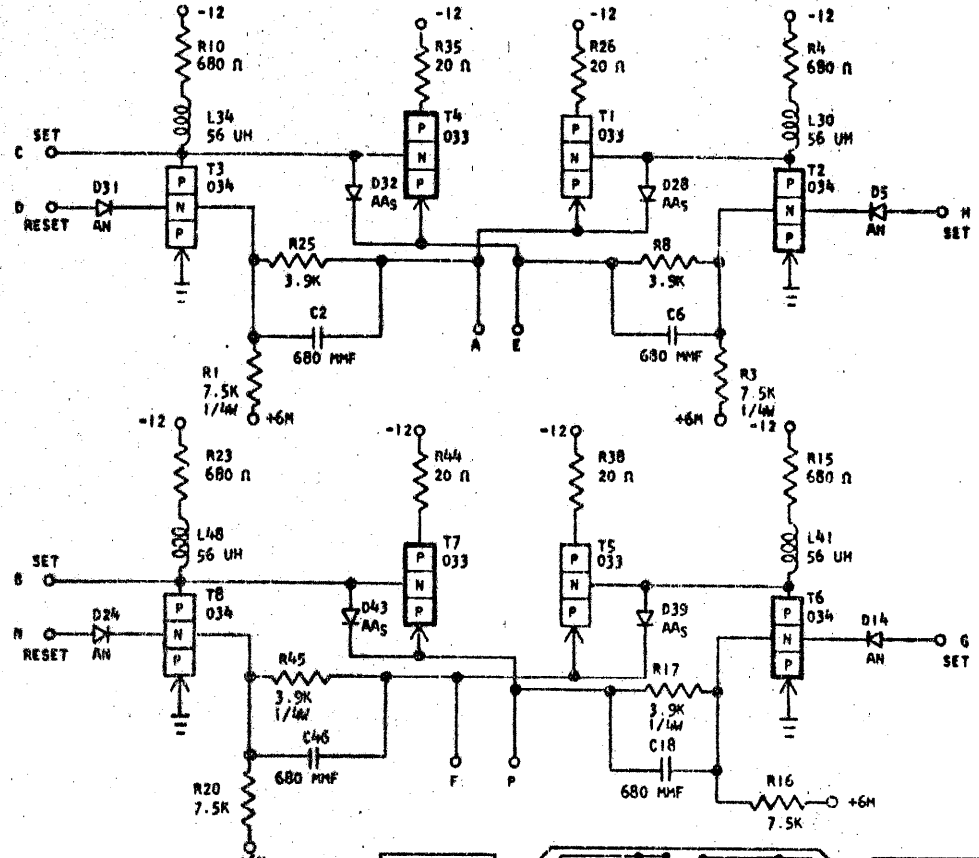 -12 -12 -12 -12
R10
680 Ω
R35
20 Ω
R26
20 Ω
R4
680 Ω
L34
56 UH
T4
033
T1
033
L30
56 UH
SET
C
T3
034
T2
034
D31
AN
D
RESET
D32
AAS
D28
AAS
D5
AN
H
SET
P N P
P N P
P N P
P N P
R25
3.9K
R8
3.9K
C2
680 MMF
C6
680 MMF
A E
R1
7.5K
1/4W
+6M
R3
7.5K
1/4W
+6M
-12 -12 -12 -12
R23
680 Ω
R44
20 Ω
R38
20 Ω
R15
680 Ω
L48
56 UH
T7
033
T5
033
L41
56 UH
SET
B
T8
034
T6
034
D24
AN
N
RESET
D43
AAS
D39
AAS
D14
AN
G
SET
P N P
P N P
P N P
P N P
R45
3.9K
1/4W
R17
3.9K
1/4W
C46
680 MMF
C18
680 MMF
F P
R20
7.5K
R16
7.5K
+6M